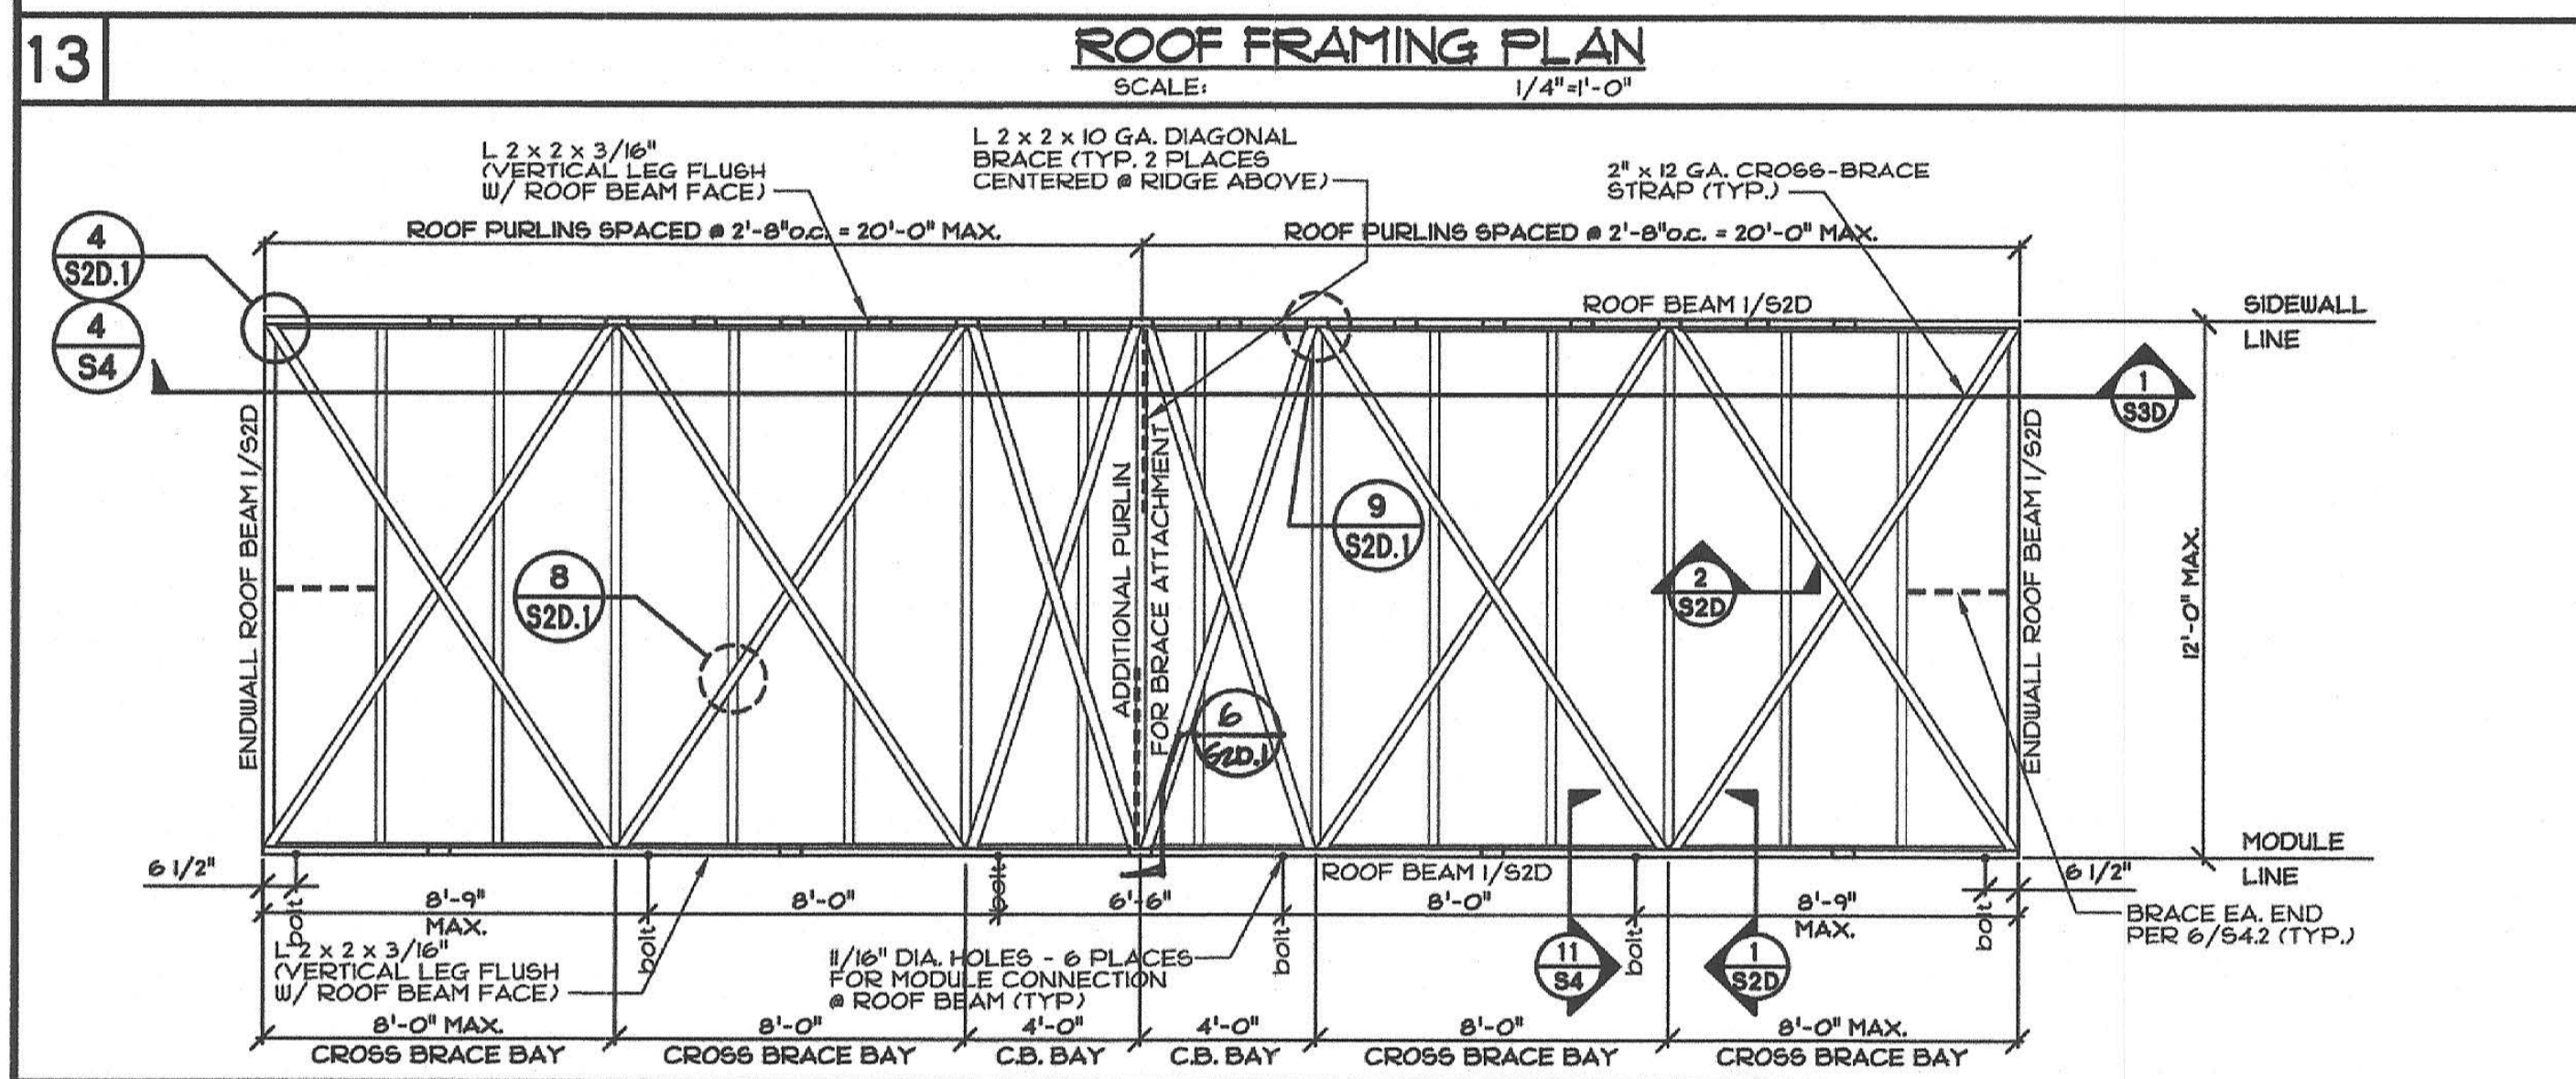 13
ROOF FRAMING PLAN
SCALE: 1/4"=1'-0"
L 2 x 2 x 3/16"
(VERTICAL LEG FLUSH
W/ ROOF BEAM FACE)
L 2 x 2 x 10 GA. DIAGONAL
BRACE (TYP. 2 PLACES
CENTERED @ RIDGE ABOVE)
2" x 12 GA. CROSS-BRACE
STRAP (TYP.)
ROOF PURLINS SPACED @ 2'-8"o.c. = 20'-0" MAX.
ROOF PURLINS SPACED @ 2'-8"o.c. = 20'-0" MAX.
4
S2D.1
4
S4
ROOF BEAM 1/S2D
SIDEWALL
LINE
1
S3D
ENDWALL ROOF BEAM 1/S2D
8
S2D.1
ADDITIONAL PURLIN
FOR BRACE ATTACHMENT
9
S2D.1
2
S2D
ENDWALL ROOF BEAM 1/S2D
12'-0" MAX.
6
S2D.1
MODULE
LINE
ROOF BEAM 1/S2D
6 1/2"
6 1/2"
8'-9"
MAX.
8'-0"
6'-6"
8'-0"
8'-9"
MAX.
bolt
bolt
bolt
bolt
bolt
bolt
BRACE EA. END
PER 6/S4.2 (TYP.)
L 2 x 2 x 3/16"
(VERTICAL LEG FLUSH
W/ ROOF BEAM FACE)
11/16" DIA. HOLES - 6 PLACES
FOR MODULE CONNECTION
@ ROOF BEAM (TYP)
11
S4
1
S2D
8'-0" MAX.
8'-0"
4'-0"
4'-0"
8'-0"
8'-0" MAX.
CROSS BRACE BAY
CROSS BRACE BAY
C.B. BAY
C.B. BAY
CROSS BRACE BAY
CROSS BRACE BAY